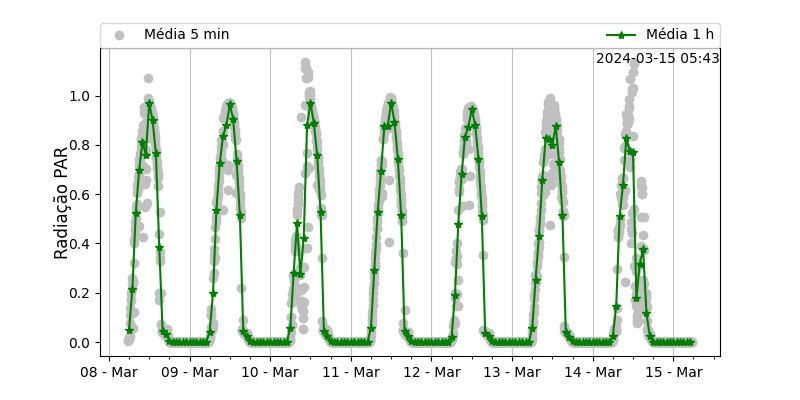 Média 5 min
Média 1 h
2024-03-15 05:43
Radiação PAR
1.0
0.8
0.6
0.4
0.2
0.0
08 - Mar
09 - Mar
10 - Mar
11 - Mar
12 - Mar
13 - Mar
14 - Mar
15 - Mar